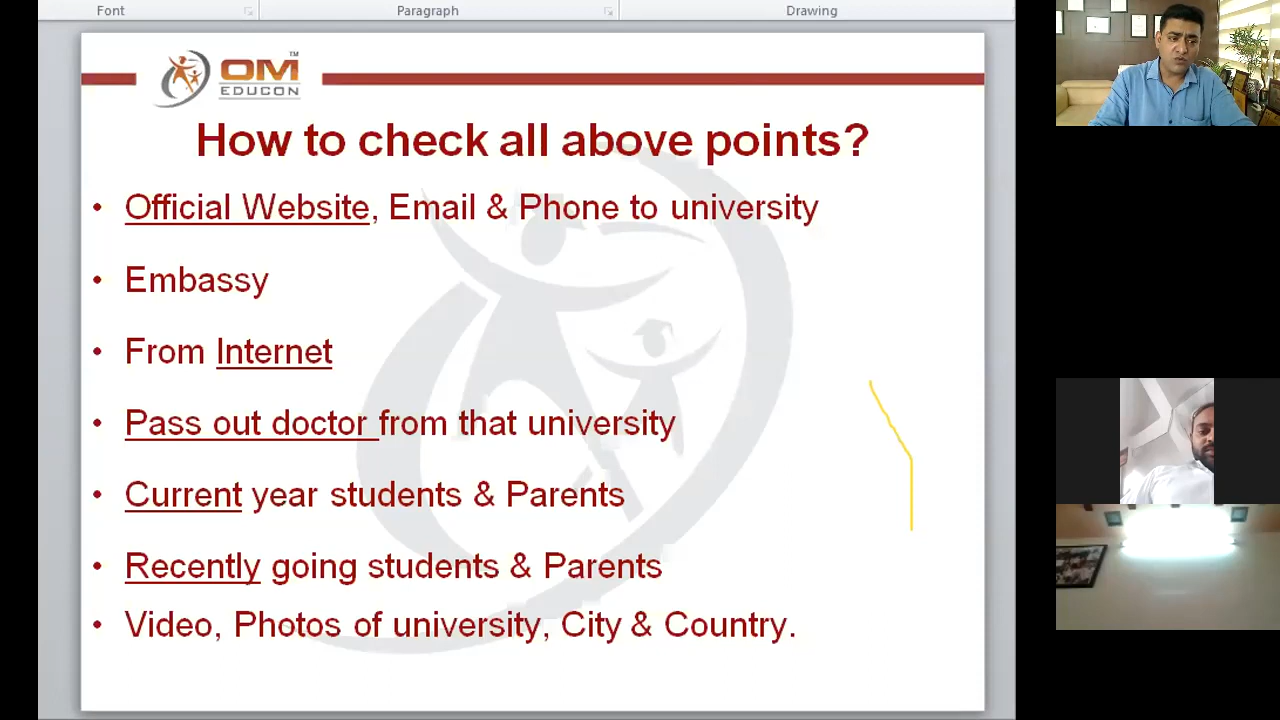 Font
Paragraph
Drawing
OM™
EDUCON
How to check all above points?
• Official Website, Email & Phone to university
• Embassy
• From Internet
• Pass out doctor from that university
• Current year students & Parents
• Recently going students & Parents
• Video, Photos of university, City & Country.